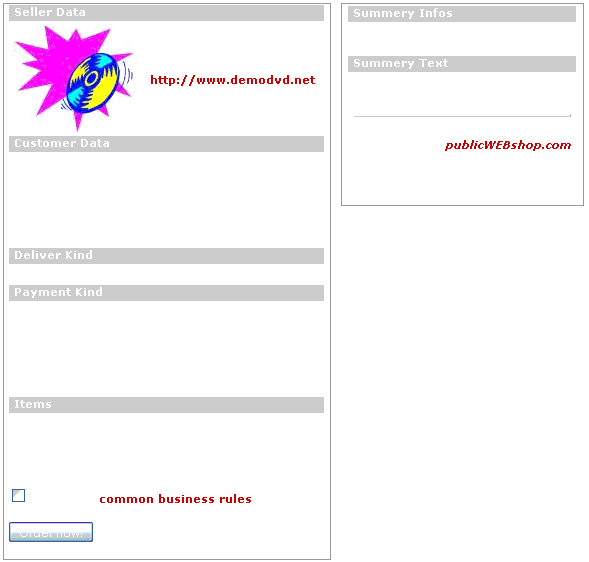 Seller Data
http://www.demodvd.net
Customer Data
Deliver Kind
Payment Kind
Items
common business rules
Order now!
Summery Infos
Summery Text
publicWEBshop.com